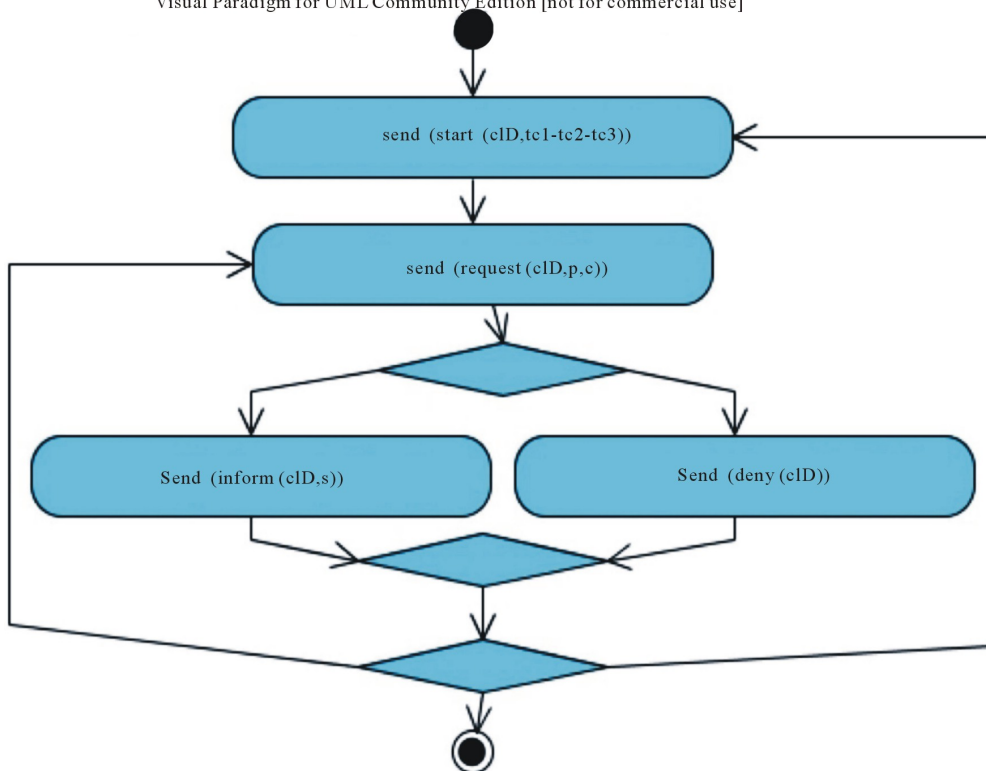 Visual Paradigm for UML Community Edition [not for commercial use]
send (start (clD,tc1-tc2-tc3))
send (request (clD,p,c))
Send (inform (clD,s))
Send (deny (clD))